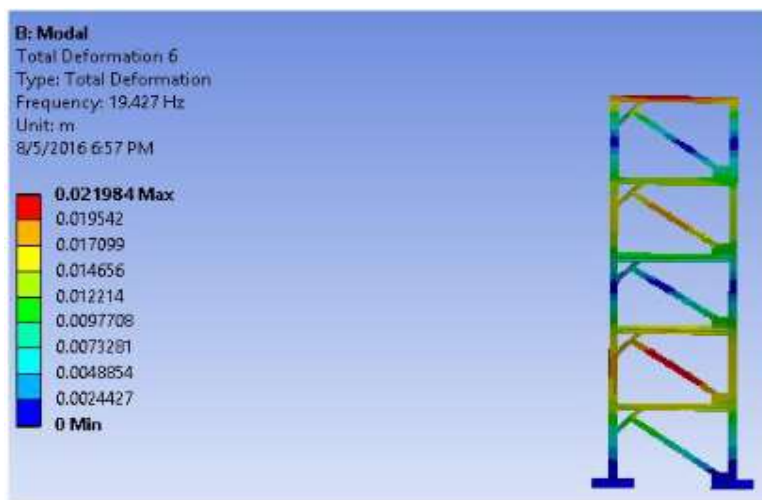 B: Modal
Total Deformation 6
Type: Total Deformation
Frequency: 19.427 Hz
Unit: m
8/5/2016 6:57 PM
0.021984 Max
0.019542
0.017099
0.014656
0.012214
0.0097708
0.0073281
0.0048854
0.0024427
0 Min